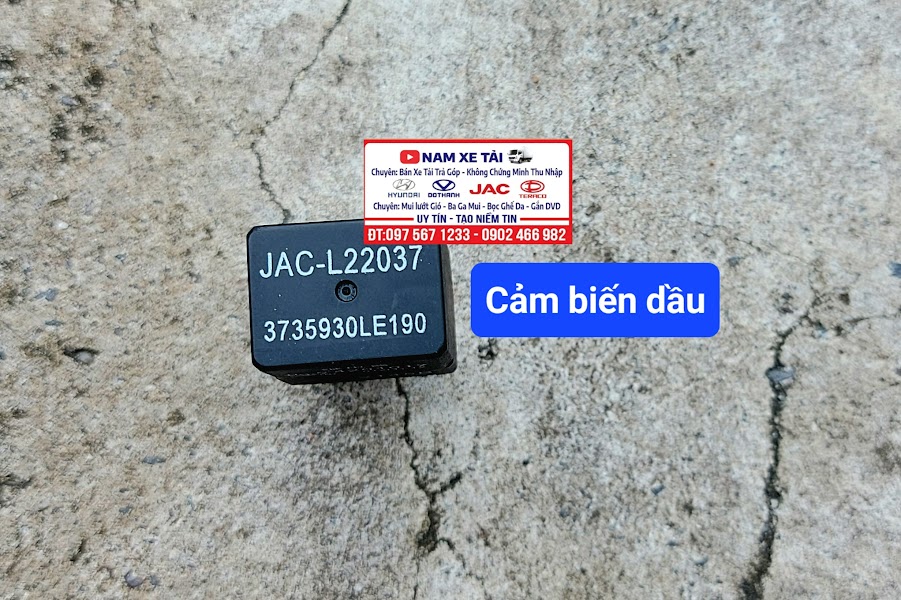 NAM XE TẢI
Chuyên: Bán Xe Tải Trả Góp - Không Chứng Minh Thu Nhập
HYUNDAI DOTHANH JAC TERACO
Chuyên: Mui lướt Gió - Ba Ga Mui - Bọc Ghế Da - Gắn DVD
UY TÍN - TẠO NIỀM TIN
ĐT:097 567 1233 - 0902 466 982
JAC-L22037
Cảm biến dầu
3735930LE190